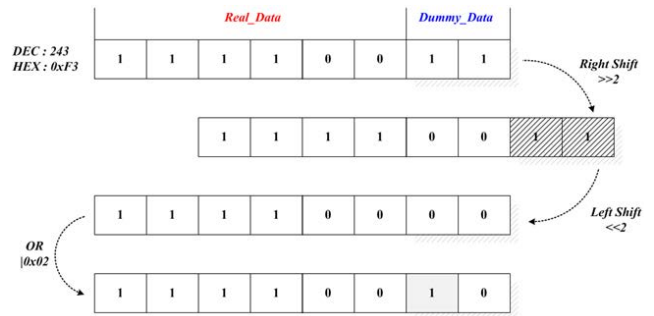 Real_Data Dummy_Data
DEC : 243
HEX : 0xF3
1 1 1 1 0 0 1 1
Right Shift
>>2
1 1 1 1 0 0 1 1
1 1 1 1 0 0 0 0
Left Shift
<<2
OR
|0x02
1 1 1 1 0 0 1 0